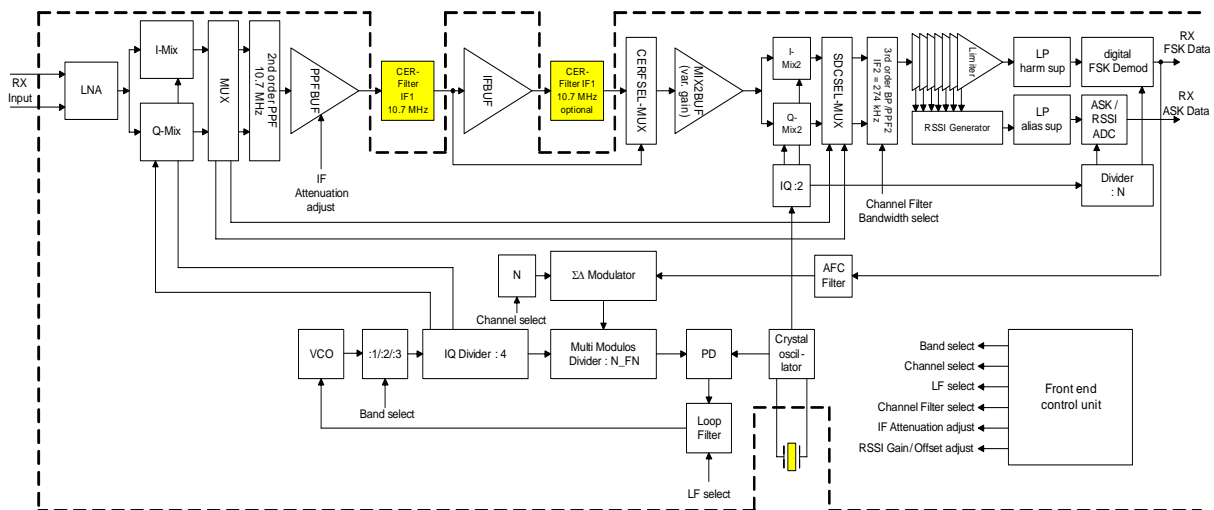 RX
Input
LNA
I-Mix
Q-Mix
MUX
2nd order PPF
10.7 MHz
PPFBUF
IF
Attenuation
adjust
CER-
Filter
IF1
10.7 MHz
IFBUF
CER-
Filter IF1
10.7 MHz
optional
CERFSEL-MUX
MIX2BUF
(var. gain)
I-
Mix2
Q-
Mix2
IQ :2
SDCSEL-MUX
3rd order BP /PPF2
IF2 = 274 kHz
Channel Filter
Bandwidth select
Limiter
RSSI Generator
LP
harm sup
LP
alias sup
digital
FSK Demod
ASK /
RSSI
ADC
Divider
: N
RX
FSK Data
RX
ASK Data
N
Channel select
ΣΔ Modulator
AFC
Filter
VCO
:1/:2/:3
Band select
IQ Divider : 4
Multi Modulos
Divider : N_FN
PD
Crystal
oscil-
lator
Loop
Filter
LF select
Band select
Channel select
LF select
Channel Filter select
IF Attenuation adjust
RSSI Gain/Offset adjust
Front end
control unit